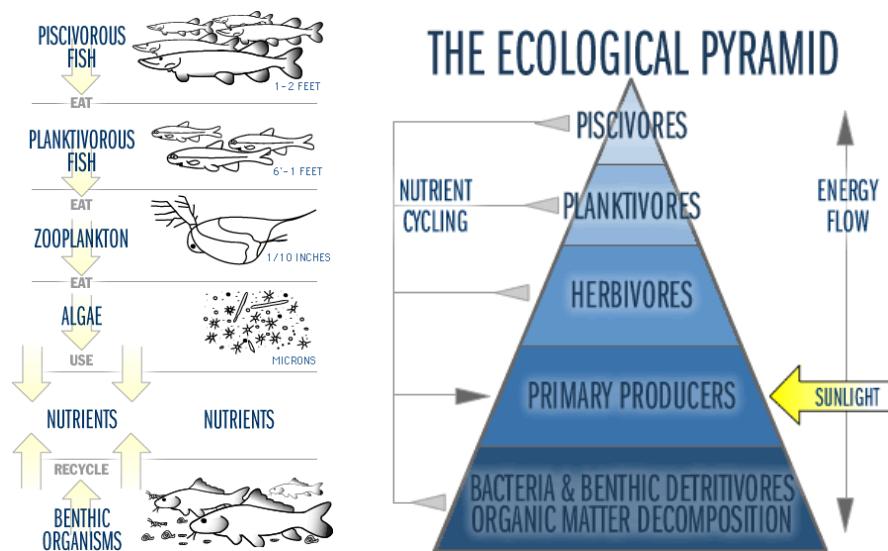 PISCIVOROUS
FISH
1-2 FEET
EAT
PLANKTIVOROUS
FISH
6'-1 FEET
EAT
ZOOPLANKTON
1/10 INCHES
EAT
ALGAE
MICRONS
USE
NUTRIENTS
NUTRIENTS
RECYCLE
BENTHIC
ORGANISMS
THE ECOLOGICAL PYRAMID
PISCIVORES
NUTRIENT
CYCLING
PLANKTIVORES
ENERGY
FLOW
HERBIVORES
PRIMARY PRODUCERS
SUNLIGHT
BACTERIA & BENTHIC DETRITIVORES
ORGANIC MATTER DECOMPOSITION